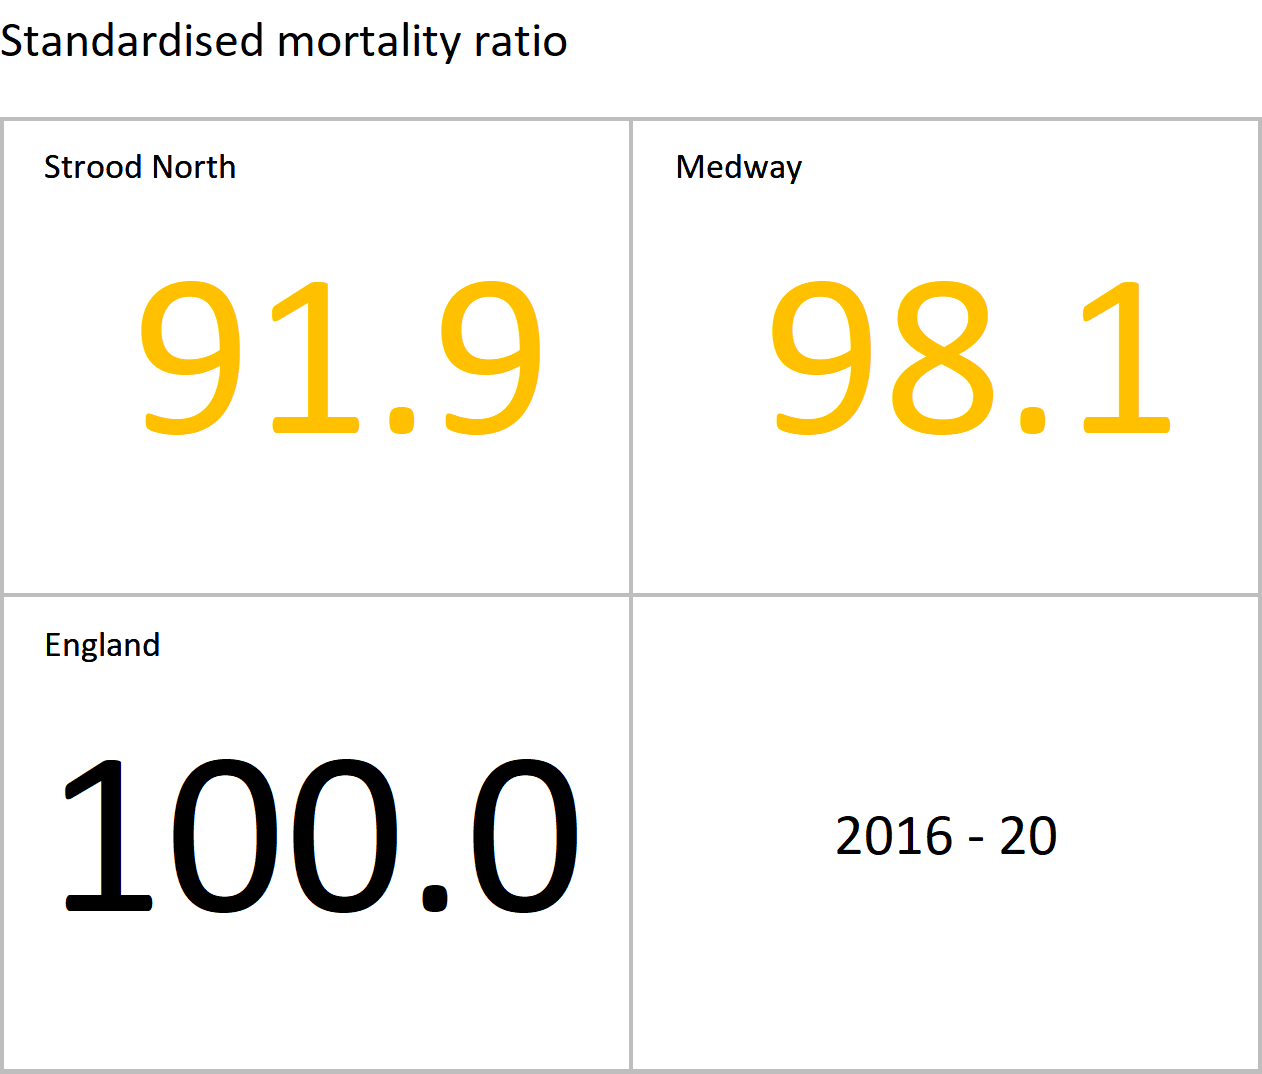 Standardised mortality ratio
Strood North
Medway
91.9
98.1
England
100.0
2016 - 20